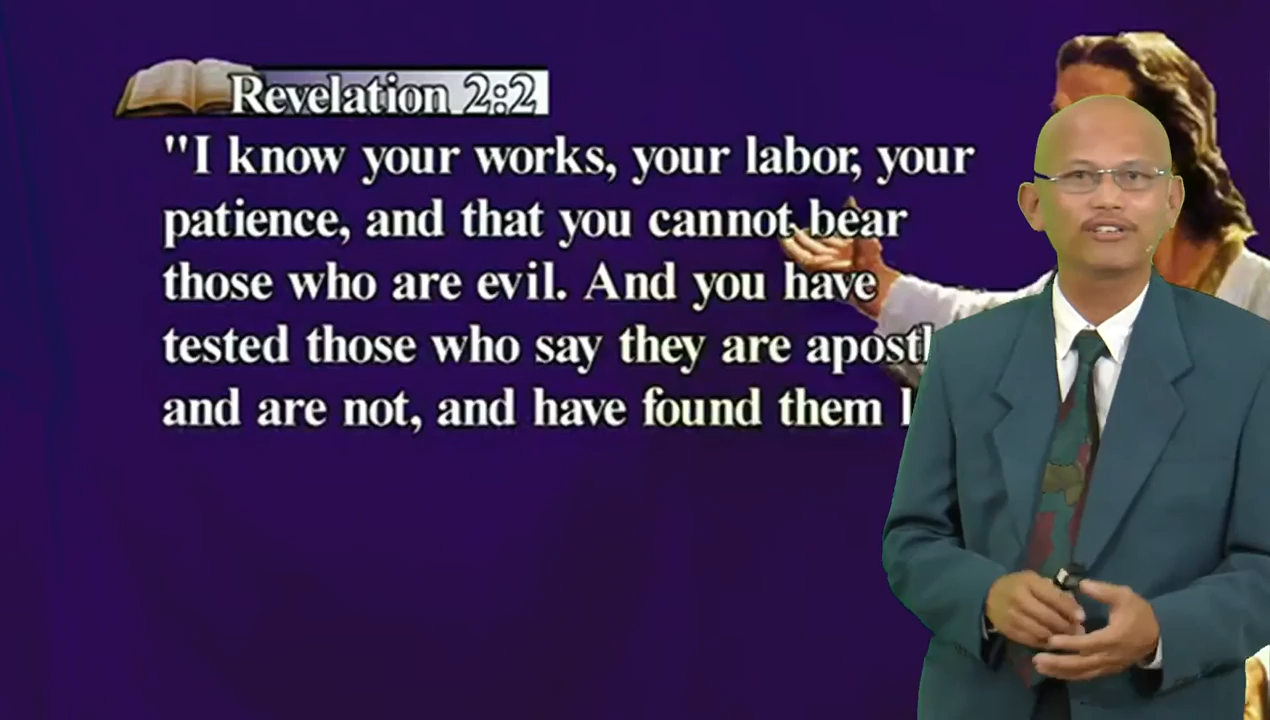 Revelation 2:2
"I know your works, your labor, your
patience, and that you cannot bear
those who are evil. And you have
tested those who say they are
and are not, and have found them